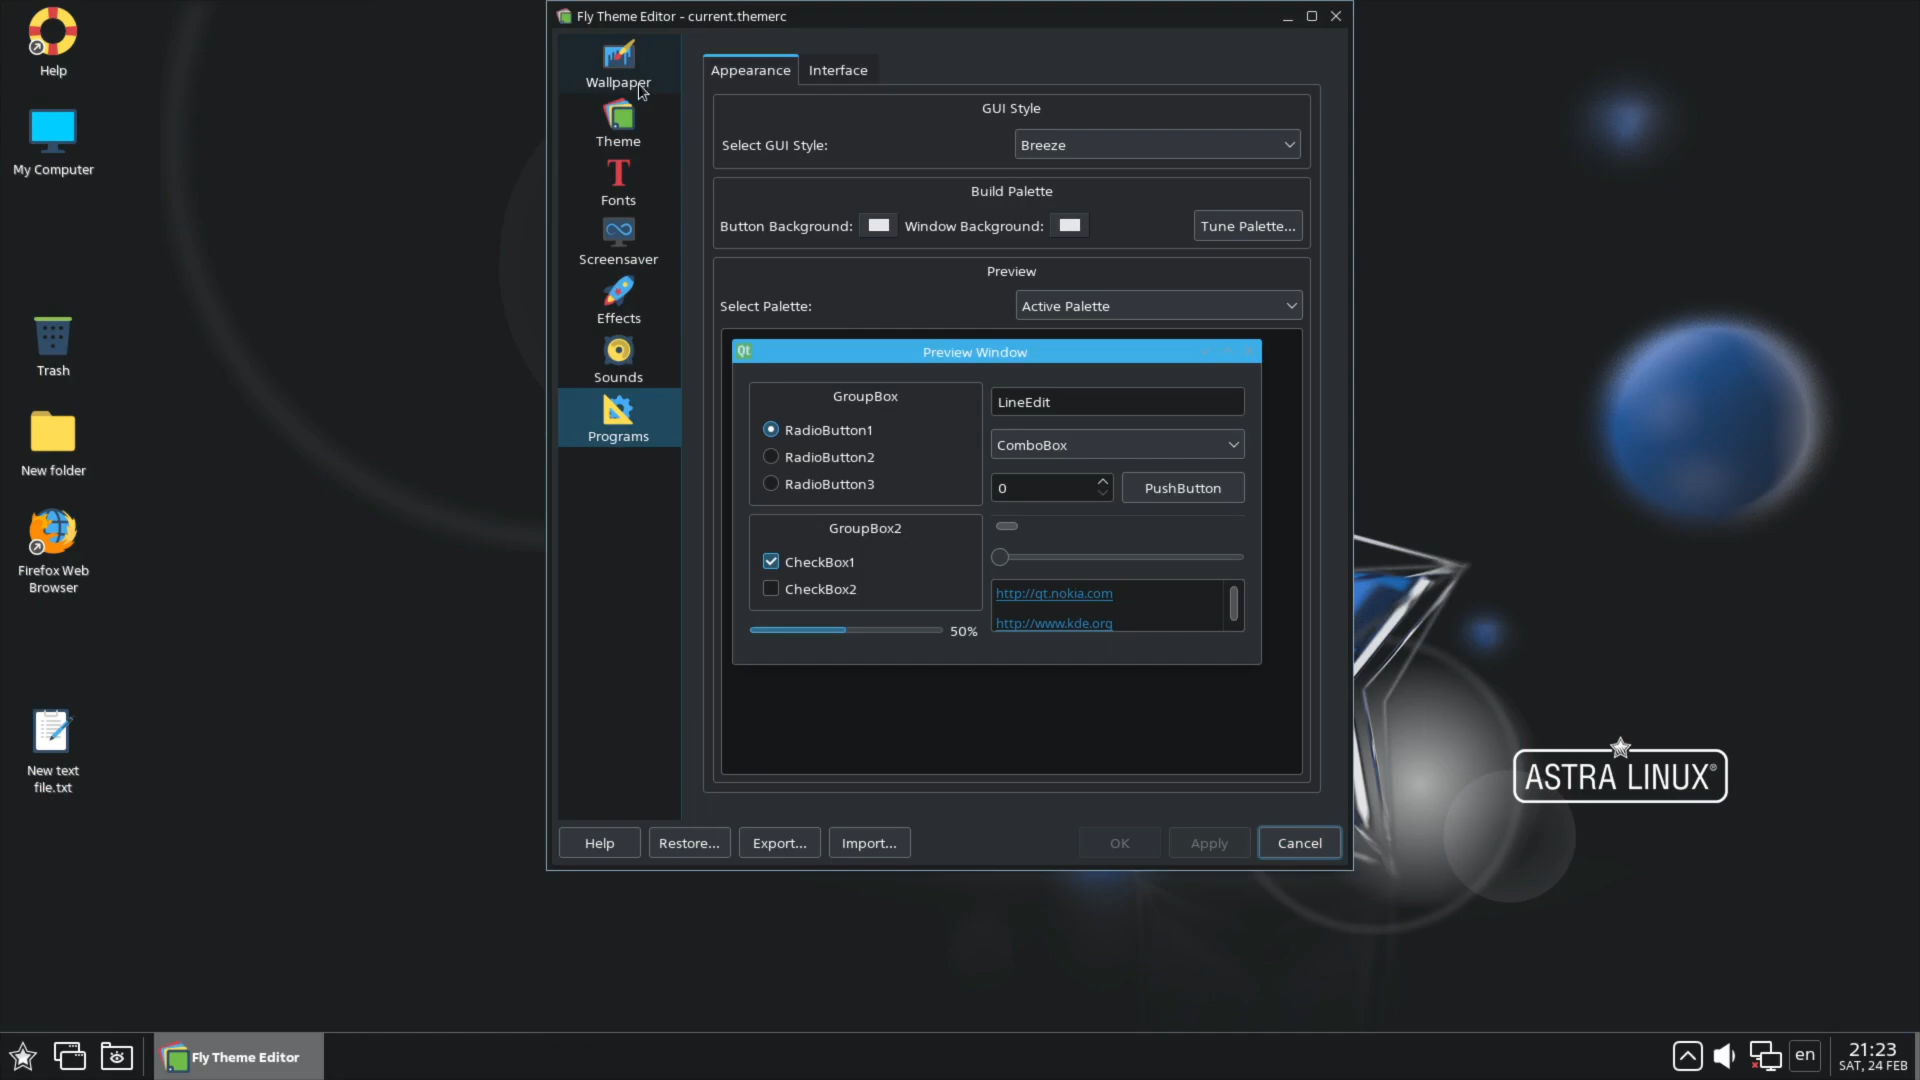 Help
My Computer
Trash
New folder
Firefox Web
Browser
New text
file.txt
Fly Theme Editor - current.themerc
Wallpaper
Theme
Fonts
Screensaver
Effects
Sounds
Programs
Appearance
Interface
GUI Style
Select GUI Style:
Breeze
Build Palette
Button Background:
Window Background:
Tune Palette...
Preview
Select Palette:
Active Palette
Qt
Preview Window
GroupBox
RadioButton1
RadioButton2
RadioButton3
GroupBox2
CheckBox1
CheckBox2
50%
LineEdit
ComboBox
0
PushButton
http://qt.nokia.com
http://www.kde.org
Help
Restore...
Export...
Import...
OK
Apply
Cancel
ASTRA LINUX®
Fly Theme Editor
en
21:23
SAT, 24 FEB